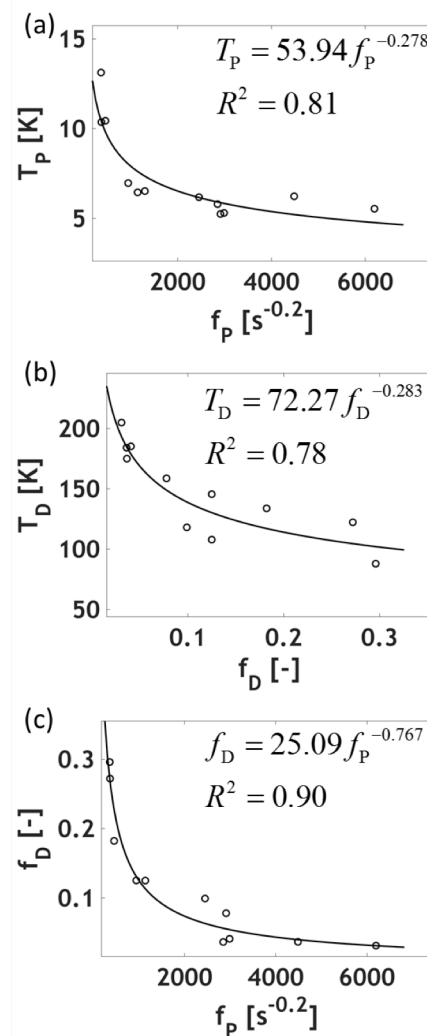 (a)
T_P = 53.94 f_P^{-0.278}
R^2 = 0.81
15
10
5
T_P [K]
2000 4000 6000
f_P [s^{-0.2}]
(b)
T_D = 72.27 f_D^{-0.283}
R^2 = 0.78
200
150
100
50
T_D [K]
0.1 0.2 0.3
f_D [-]
(c)
f_D = 25.09 f_P^{-0.767}
R^2 = 0.90
0.3
0.2
0.1
f_D [-]
2000 4000 6000
f_P [s^{-0.2}]